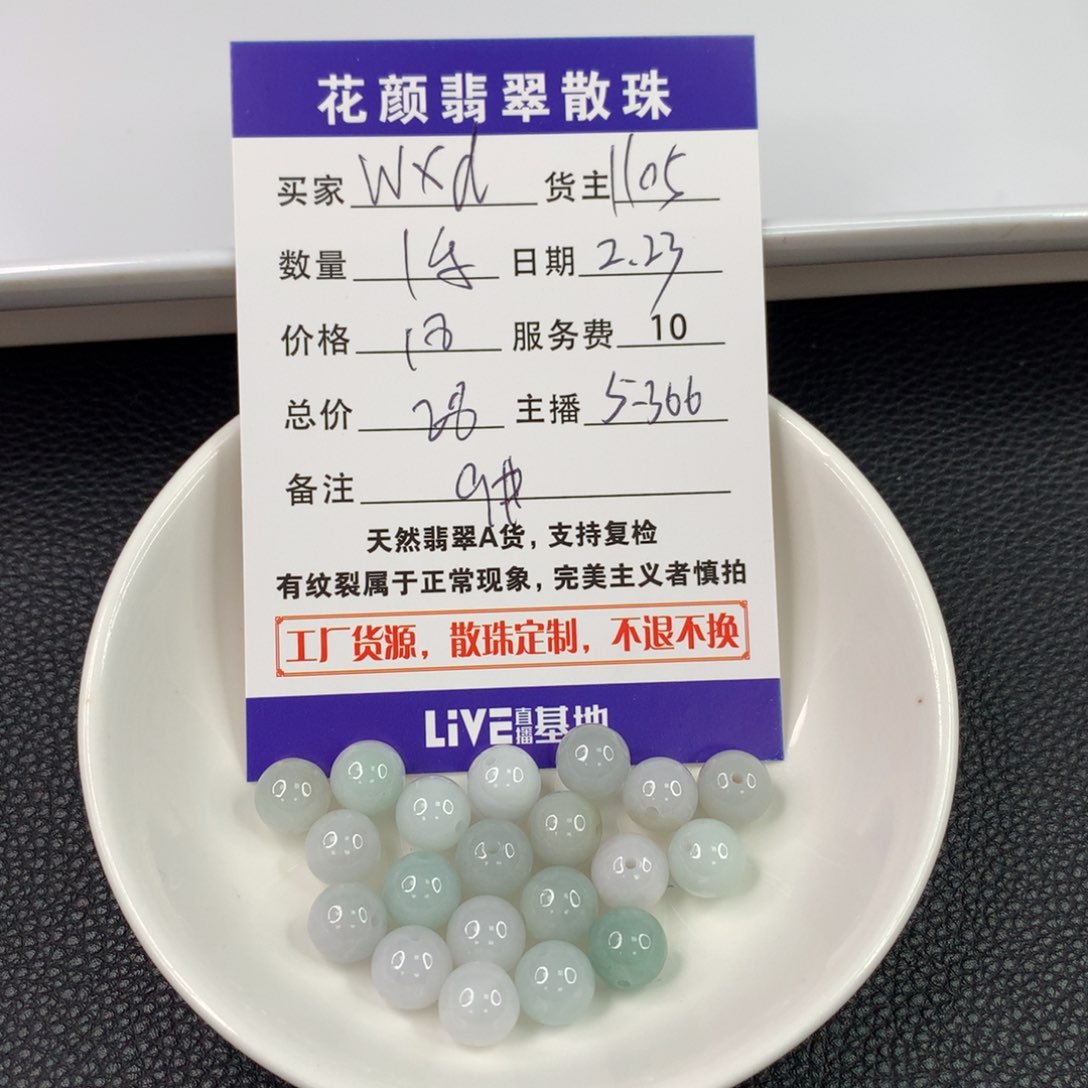 花颜翡翠散珠
买家 wxd 货主 1105
数量 1 日期 2.23
价格 服务费 10
总价 主播 5-366
备注 9#
天然翡翠A货，支持复检
有纹裂属于正常现象，完美主义者慎拍
工厂货源，散珠定制，不退不换
LiVE直播基地